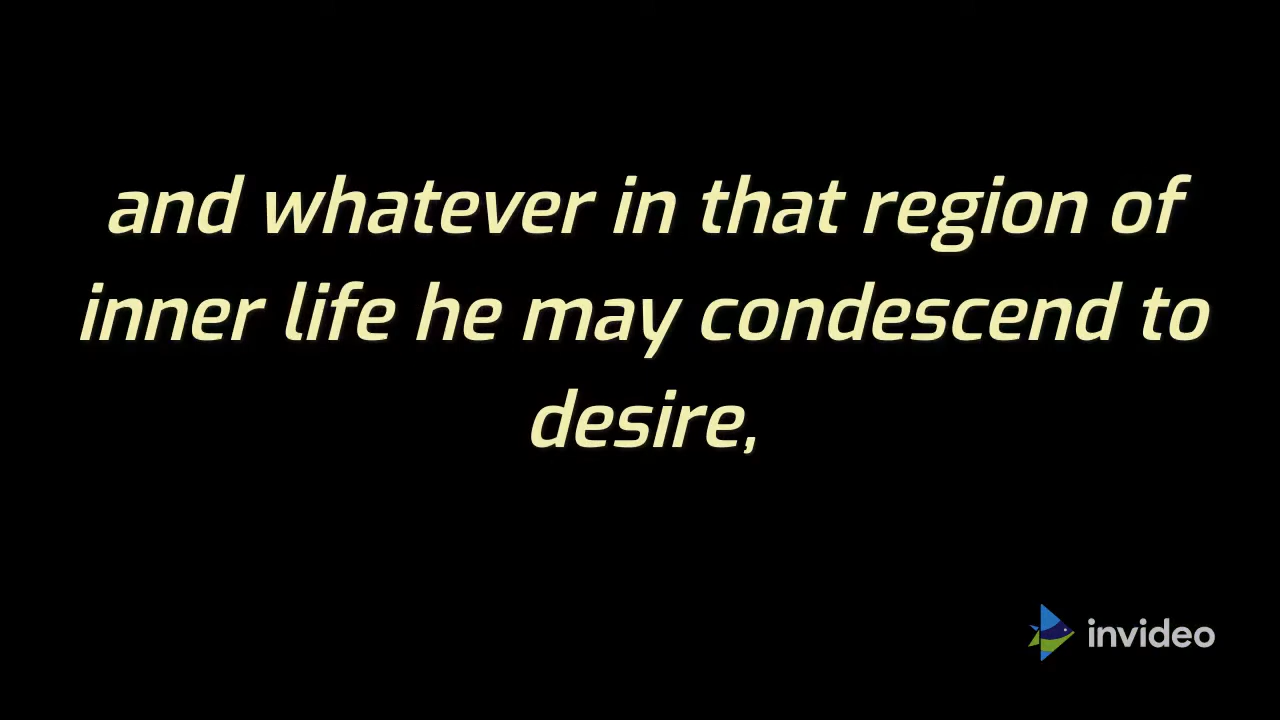 and whatever in that region of
inner life he may condescend to
desire,
invideo